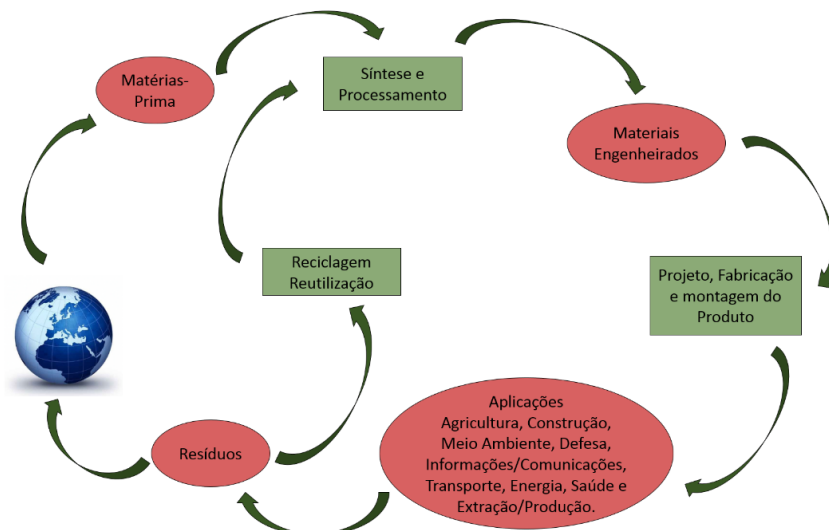 Matérias-
Prima
Síntese e
Processamento
Materiais
Engenheirados
Reciclagem
Reutilização
Projeto, Fabricação
e montagem do
Produto
Aplicações
Agricultura, Construção,
Meio Ambiente, Defesa,
Informações/Comunicações,
Transporte, Energia, Saúde e
Extração/Produção.
Resíduos